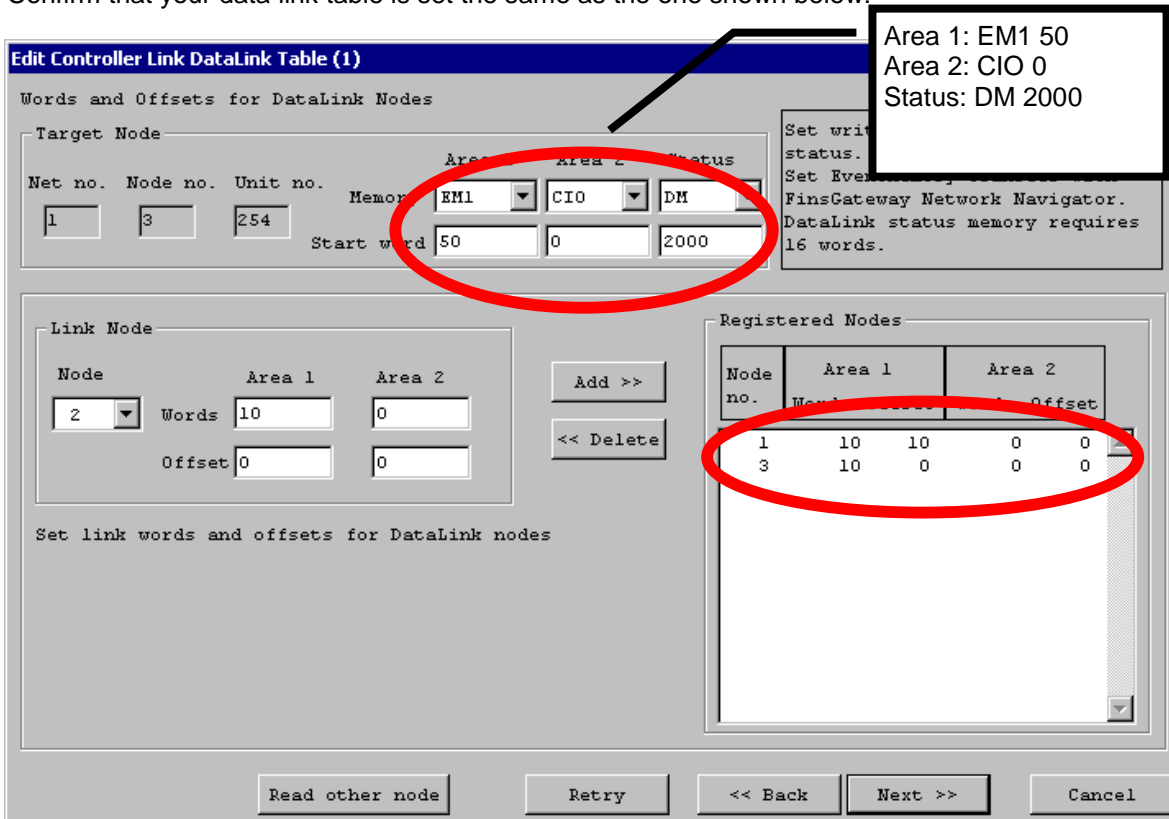 Confirm that your data link table is set the same as the one shown below.
Area 1: EM1 50
Area 2: CIO 0
Status: DM 2000
Edit Controller Link DataLink Table (1)
Words and Offsets for DataLink Nodes
Target Node
Area Area 2 Status
Net no. Node no. Unit no.
Memory EM1 CIO DM
1 3 254
Start word 50 0 2000
Set
status.
Set
FinsGateway Network Navigator.
DataLink status memory requires
16 words.
Link Node
Node Area 1 Area 2
2 Words 10 0
Offset 0 0
Add >>
<< Delete
Set link words and offsets for DataLink nodes
Registered Nodes
Node no. Area 1 Area 2
Offset
1 10 10 0 0
3 10 0 0 0
Read other node Retry << Back Next >> Cancel